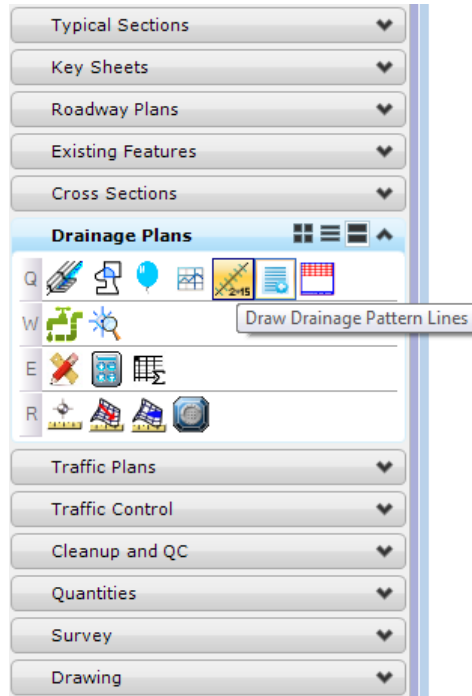 Typical Sections
Key Sheets
Roadway Plans
Existing Features
Cross Sections
Drainage Plans
Q 2=15
Draw Drainage Pattern Lines
W
E
R
Traffic Plans
Traffic Control
Cleanup and QC
Quantities
Survey
Drawing